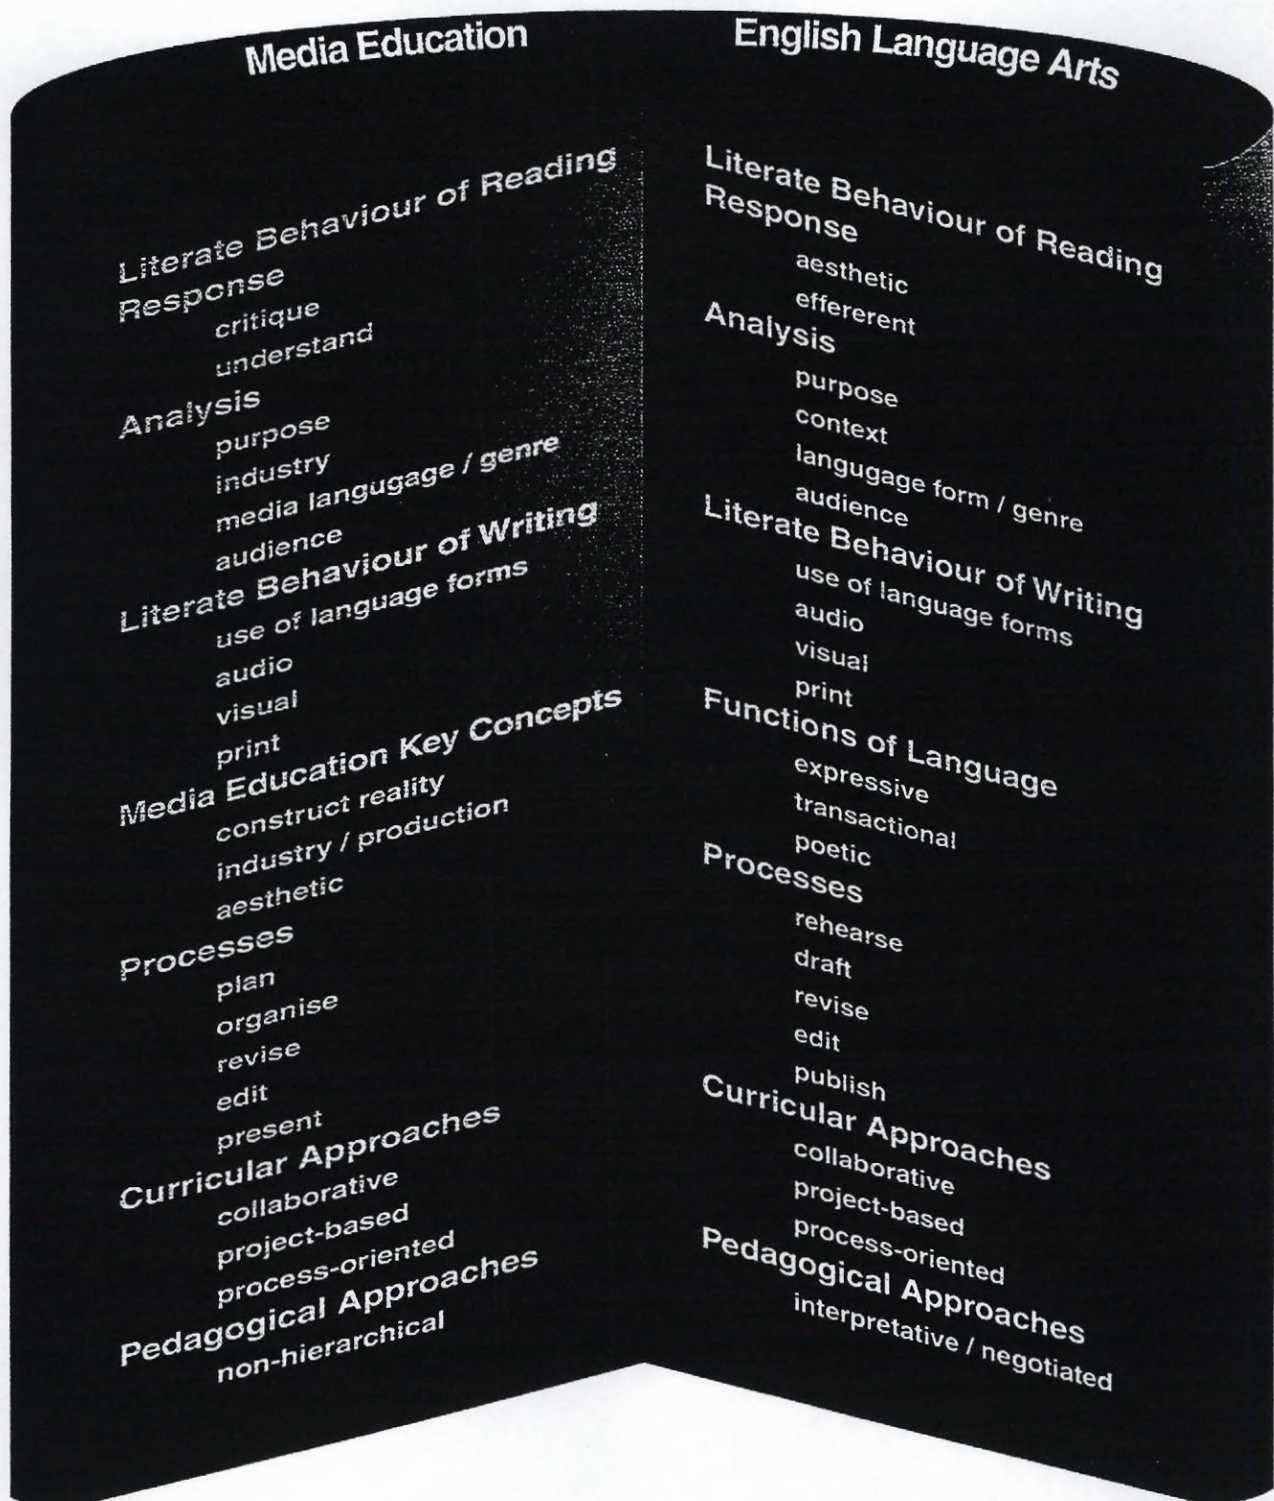 Media Education
Literate Behaviour of Reading
Response
critique
understand
Analysis
purpose
industry
media langugage / genre
audience
Literate Behaviour of Writing
use of language forms
audio
visual
print
Media Education Key Concepts
construct reality
industry / production
aesthetic
Processes
plan
organise
revise
edit
present
Curricular Approaches
collaborative
project-based
process-oriented
Pedagogical Approaches
non-hierarchical
English Language Arts
Literate Behaviour of Reading
Response
aesthetic
effererent
Analysis
purpose
context
langugage form / genre
audience
Literate Behaviour of Writing
use of language forms
audio
visual
print
Functions of Language
expressive
transactional
poetic
Processes
rehearse
draft
revise
edit
publish
Curricular Approaches
collaborative
project-based
process-oriented
Pedagogical Approaches
interpretative / negotiated